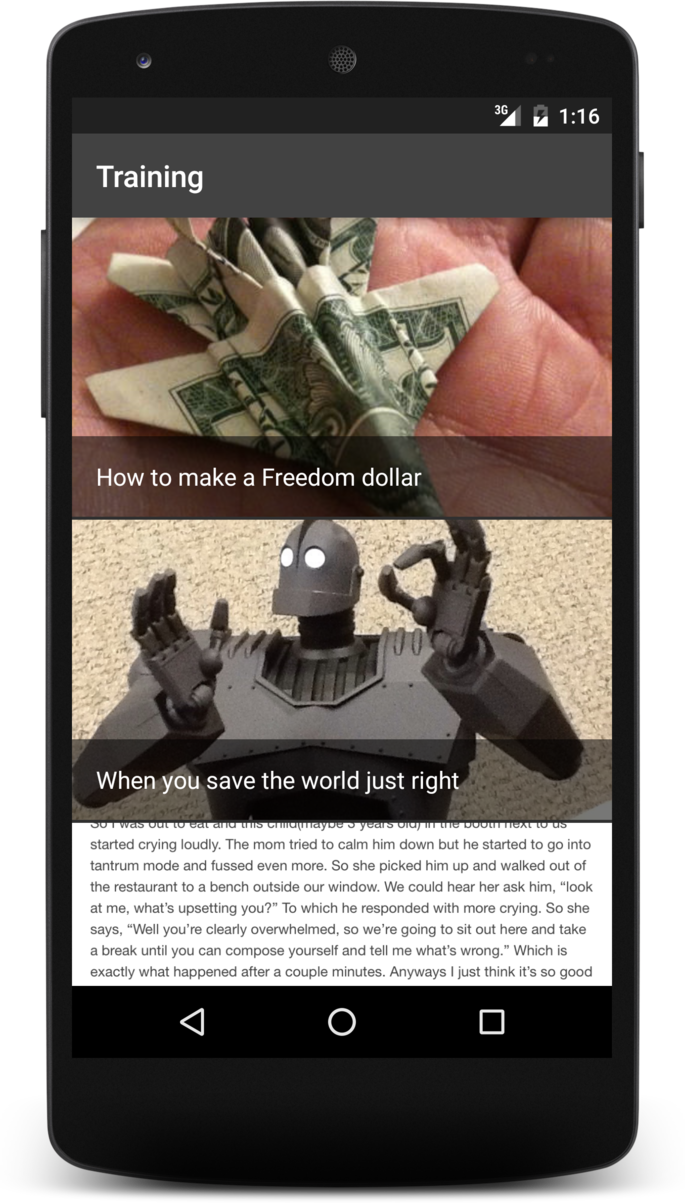 3G 1:16
Training
How to make a Freedom dollar
When you save the world just right
So I was out to eat and this child(maybe 3 years old) in the booth next to us
started crying loudly. The mom tried to calm him down but he started to go into
tantrum mode and fussed even more. So she picked him up and walked out of
the restaurant to a bench outside our window. We could hear her ask him, “look
at me, what’s upsetting you?” To which he responded with more crying. So she
says, “Well you’re clearly overwhelmed, so we’re going to sit out here and take
a break until you can compose yourself and tell me what’s wrong.” Which is
exactly what happened after a couple minutes. Anyways I just think it’s so good